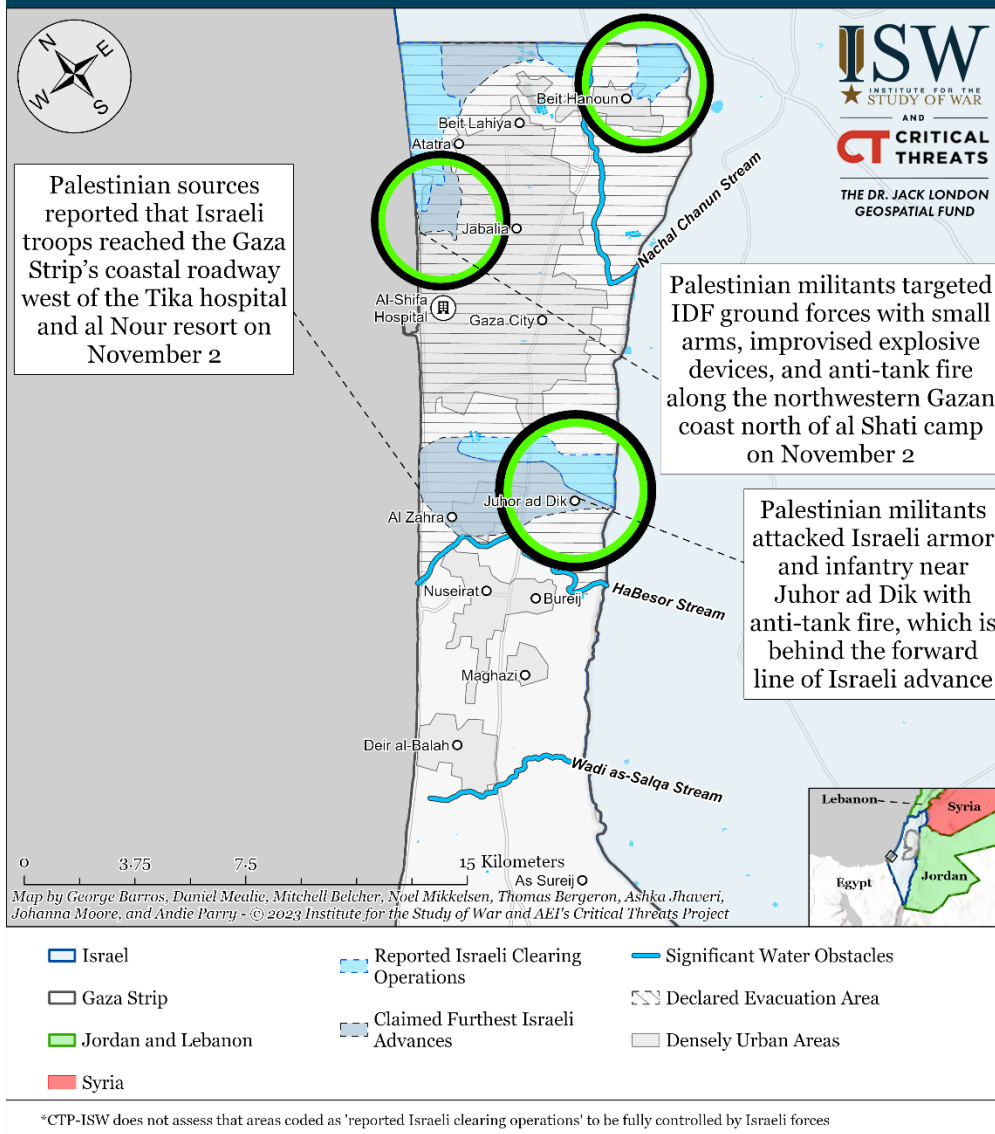 N
E
W
S
ISW
INSTITUTE FOR THE
STUDY OF WAR
AND
CT CRITICAL
THREATS
THE DR. JACK LONDON
GEOSPATIAL FUND
Beit Hanoun
Beit Lahiya
Atatra
Palestinian sources
reported that Israeli
troops reached the Gaza
Strip's coastal roadway
west of the Tika hospital
and al Nour resort on
November 2
Jabalia
Nachal Chanun Stream
Al-Shifa
Hospital
Gaza City
Palestinian militants targeted
IDF ground forces with small
arms, improvised explosive
devices, and anti-tank fire
along the northwestern Gazan
coast north of al Shati camp
on November 2
Juhor ad Dik
Al Zahra
Palestinian militants
attacked Israeli armor
and infantry near
Juhor ad Dik with
anti-tank fire, which is
behind the forward
line of Israeli advance
Nuseirat
Bureij
HaBesor Stream
Maghazi
Deir al-Balah
Wadi as-Salqa Stream
Lebanon
Syria
Jordan
Egypt
0 3.75 7.5 15 Kilometers
As Sureij
Map by George Barros, Daniel Mealie, Mitchell Belcher, Noel Mikkelsen, Thomas Bergeron, Ashka Jhaveri,
Johanna Moore, and Andie Parry - © 2023 Institute for the Study of War and AEI's Critical Threats Project
Israel
Gaza Strip
Jordan and Lebanon
Syria
Reported Israeli Clearing
Operations
Claimed Furthest Israeli
Advances
Significant Water Obstacles
Declared Evacuation Area
Densely Urban Areas
*CTP-ISW does not assess that areas coded as 'reported Israeli clearing operations' to be fully controlled by Israeli forces